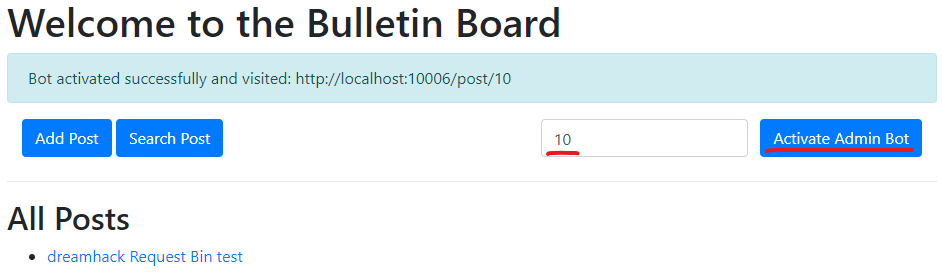 Welcome to the Bulletin Board
Bot activated successfully and visited: http://localhost:10006/post/10
Add Post Search Post 10 Activate Admin Bot
All Posts
dreamhack Request Bin test